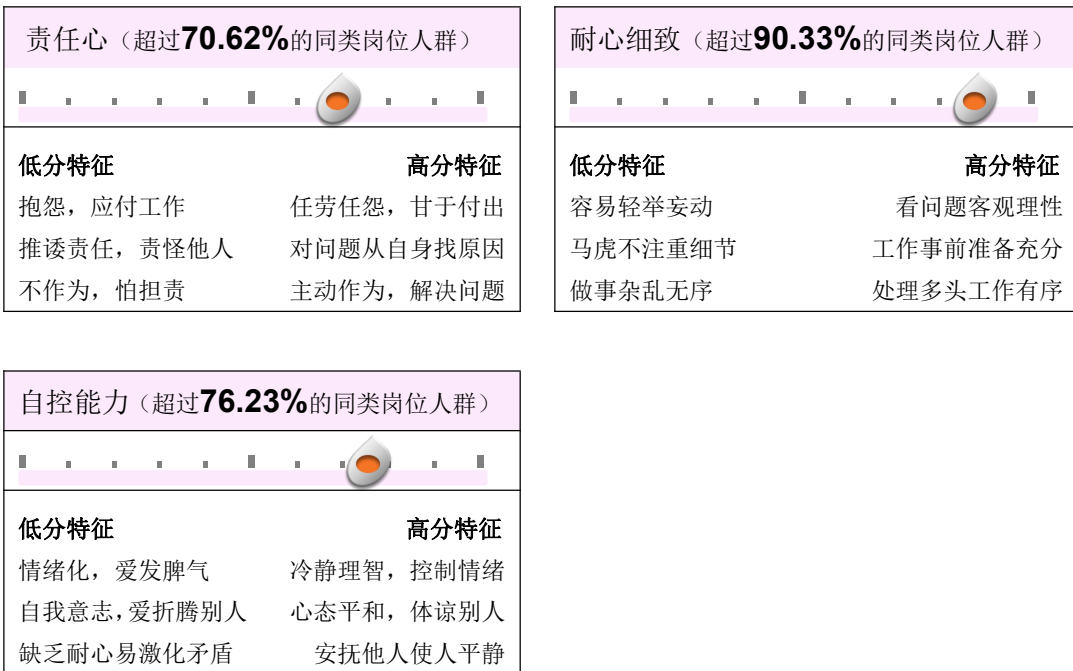 责任心（超过70.62%的同类岗位人群）
低分特征 高分特征
抱怨，应付工作 任劳任怨，甘于付出
推诿责任，责怪他人 对问题从自身找原因
不作为，怕担责 主动作为，解决问题
耐心细致（超过90.33%的同类岗位人群）
低分特征 高分特征
容易轻举妄动 看问题客观理性
马虎不注重细节 工作事前准备充分
做事杂乱无序 处理多头工作有序
自控能力（超过76.23%的同类岗位人群）
低分特征 高分特征
情绪化，爱发脾气 冷静理智，控制情绪
自我意志，爱折腾别人 心态平和，体谅别人
缺乏耐心易激化矛盾 安抚他人使人平静